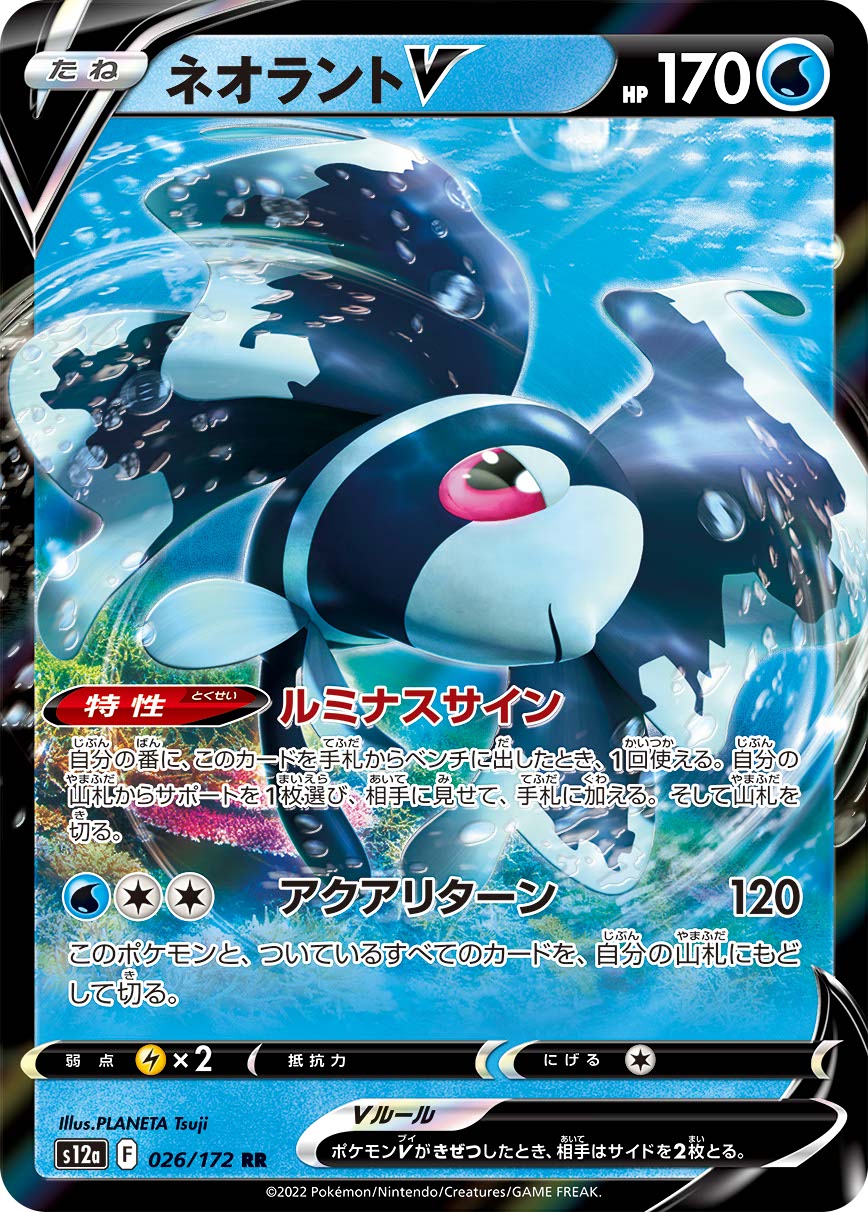 たね
ネオラントV
HP 170
特性 とくせい ルミナスサイン
自分の番に、このカードを手札からベンチに出したとき、1回使える。自分の
山札からサポートを1枚選び、相手に見せて、手札に加える。そして山札を
切る。
アクアリターン 120
このポケモンと、ついているすべてのカードを、自分の山札にもど
して切る。
弱点 ×2 抵抗力 にげる
Illus.PLANETA Tsuji
Vルール
ポケモンVがきぜつしたとき、相手はサイドを2枚とる。
s12a F 026/172 RR
©2022 Pokémon/Nintendo/Creatures/GAME FREAK.